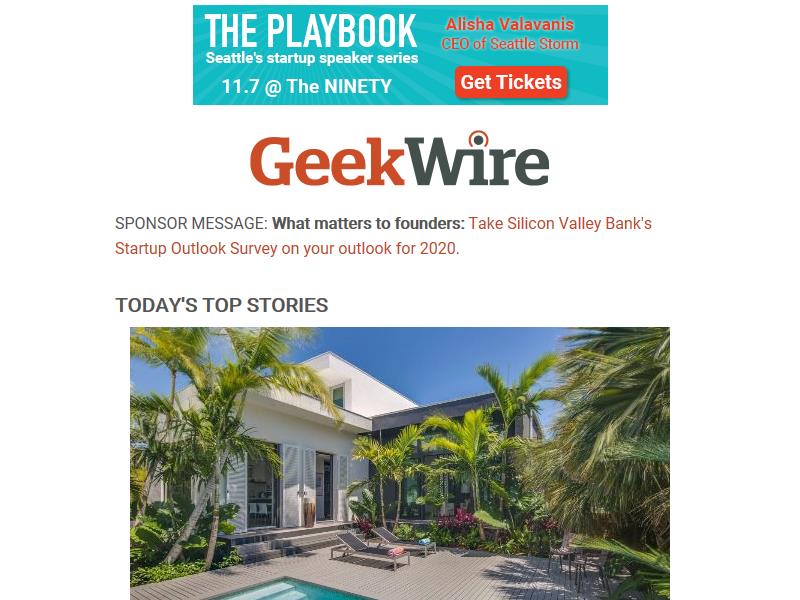 THE PLAYBOOK
Seattle's startup speaker series
11.7 @ The NINETY
Alisha Valavanis
CEO of Seattle Storm
Get Tickets
GeekWire
SPONSOR MESSAGE: What matters to founders: Take Silicon Valley Bank's
Startup Outlook Survey on your outlook for 2020.
TODAY'S TOP STORIES